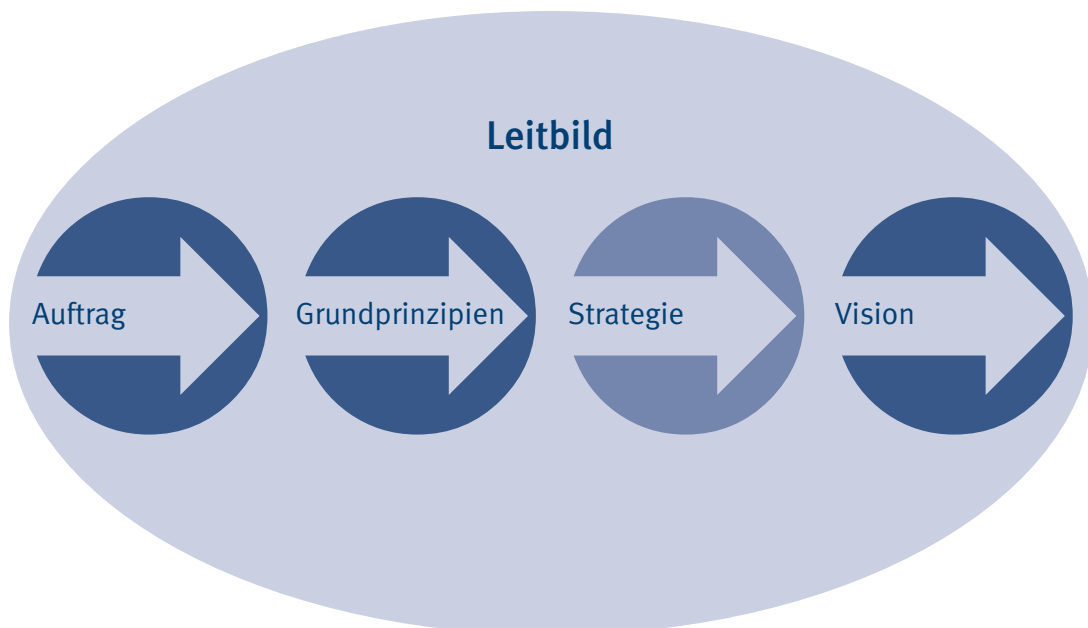 Leitbild
Auftrag
Grundprinzipien
Strategie
Vision